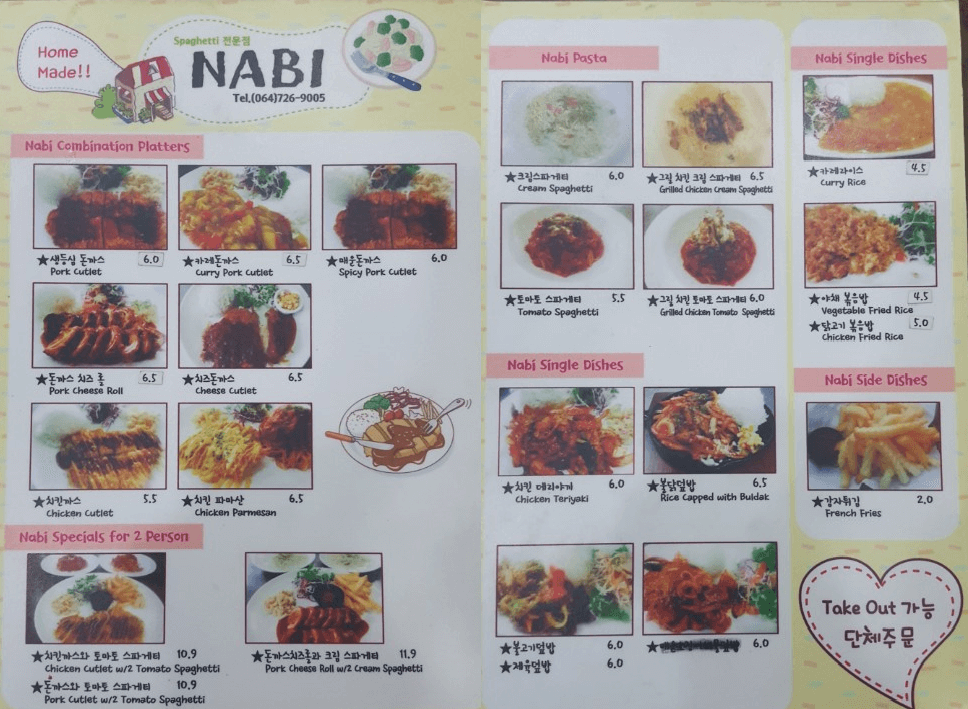 Home
Made!!
Spaghetti 전문점
NABI
Tel.(064)726-9005
Nabi Combination Platters
★생등심 돈까스 6.0
Pork Cutlet
★카레돈까스 6.5
Curry Pork Cutlet
★매운돈까스 6.0
Spicy Pork Cutlet
★돈까스 치즈 롤 6.5
Pork Cheese Roll
★치즈돈까스 6.5
Cheese Cutlet
★치킨까스 5.5
Chicken Cutlet
★치킨 파마산 6.5
Chicken Parmesan
Nabi Specials for 2 Person
★치킨까스와 토마토 스파게티 10.9
Chicken Cutlet w/2 Tomato Spaghetti
★돈까스와 토마토 스파게티 10.9
Pork Cutlet w/2 Tomato Spaghetti
★돈까스치즈롤과 크림 스파게티 11.9
Pork Cheese Roll w/2 Cream Spaghetti
Nabi Pasta
★크림스파게티 6.0
Cream Spaghetti
★그릴 치킨 크림 스파게티 6.5
Grilled Chicken Cream Spaghetti
★토마토 스파게티 5.5
Tomato Spaghetti
★그릴 치킨 토마토 스파게티 6.0
Grilled Chicken Tomato Spaghetti
Nabi Single Dishes
★치킨 데리야끼 6.0
Chicken Teriyaki
★불닭덮밥 6.5
Rice Capped with Buldak
★불고기덮밥 6.0
★제육덮밥 6.0
덮밥 6.0
Nabi Single Dishes
★카레라이스 4.5
Curry Rice
★야채 볶음밥 4.5
Vegetable Fried Rice
★닭고기 볶음밥 5.0
Chicken Fried Rice
Nabi Side Dishes
★감자튀김 2.0
French Fries
Take Out 가능
단체주문